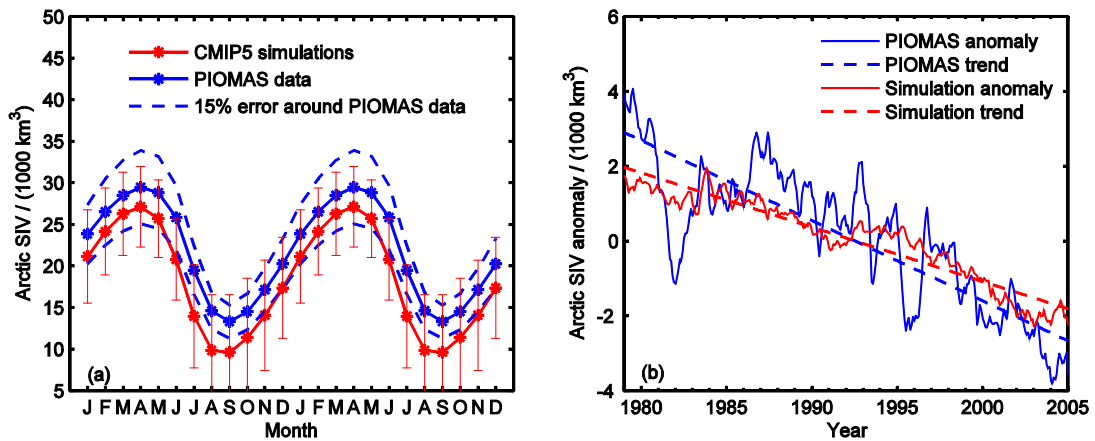 50
45
40
35
30
25
20
15
10
5
Arctic SIV / (1000 km³)
CMIP5 simulations
PIOMAS data
15% error around PIOMAS data
(a)
J F M A M J J A S O N D J F M A M J J A S O N D
Month
6
4
2
0
-2
-4
Arctic SIV anomaly / (1000 km³)
PIOMAS anomaly
PIOMAS trend
Simulation anomaly
Simulation trend
(b)
1980 1985 1990 1995 2000 2005
Year